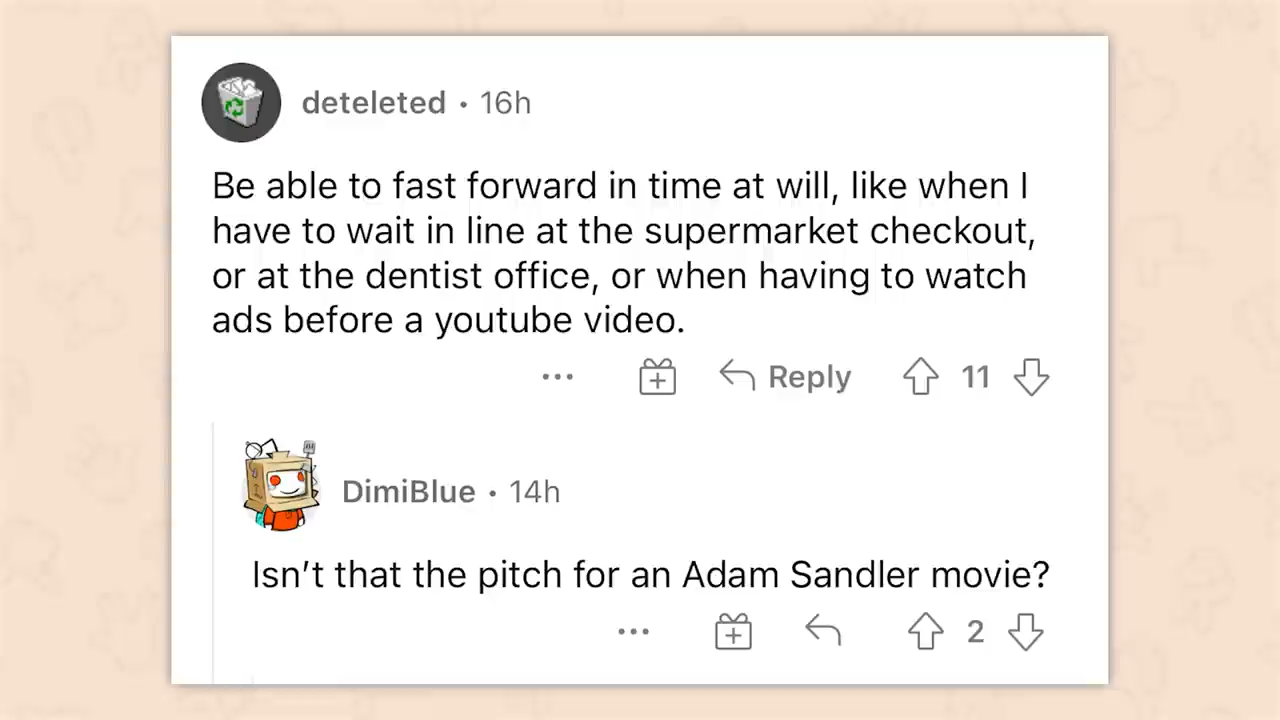 deteleted • 16h
Be able to fast forward in time at will, like when I
have to wait in line at the supermarket checkout,
or at the dentist office, or when having to watch
ads before a youtube video.
Reply 11
DimiBlue • 14h
Isn't that the pitch for an Adam Sandler movie?
2